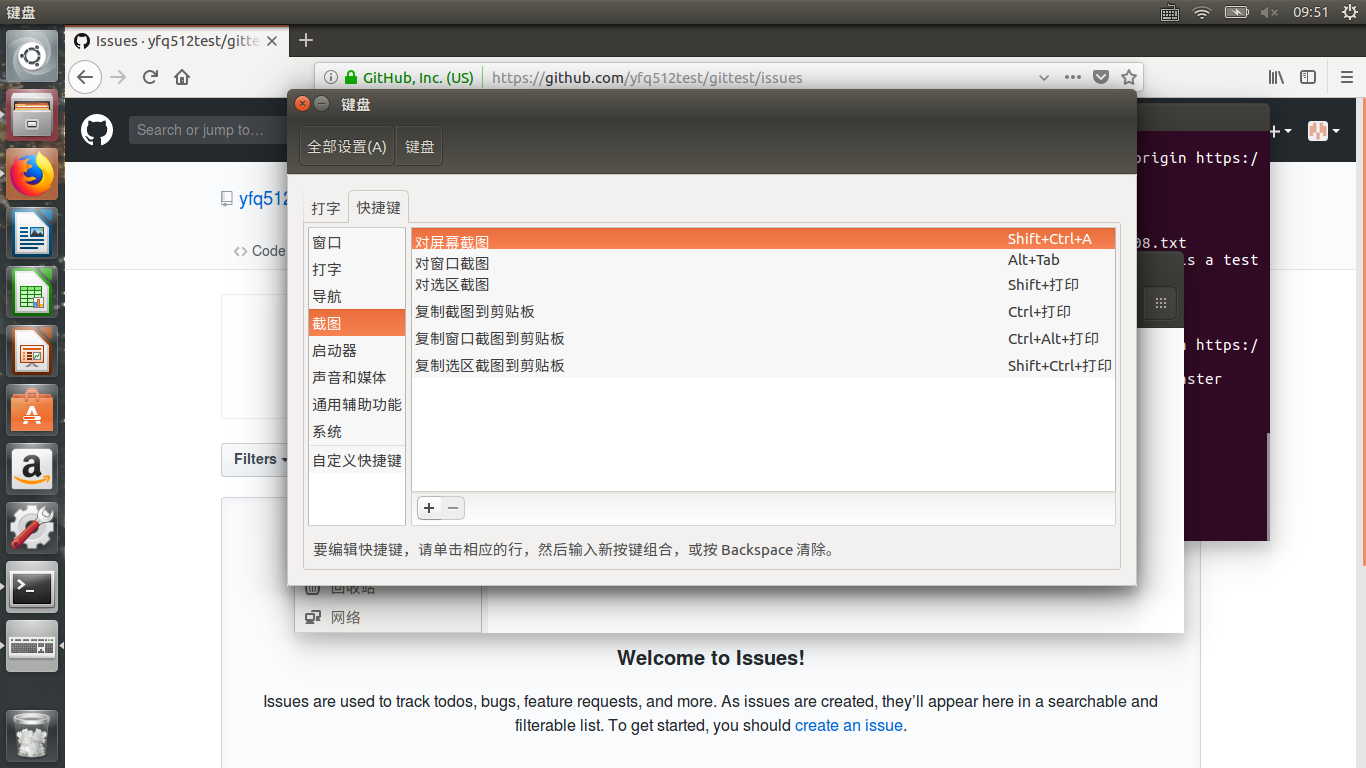 键盘
09:51
Issues · yfq512test/gitte
GitHub, Inc. (US)
https://github.com/yfq512test/gittest/issues
键盘
Search or jump to…
全部设置(A)
键盘
origin https:/
yfq512
打字
快捷键
Code
窗口
打字
导航
截图
启动器
声音和媒体
通用辅助功能
系统
自定义快捷键
对屏幕截图 Shift+Ctrl+A
对窗口截图 Alt+Tab
对选区截图 Shift+打印
复制截图到剪贴板 Ctrl+打印
复制窗口截图到剪贴板 Ctrl+Alt+打印
复制选区截图到剪贴板 Shift+Ctrl+打印
08.txt
s a test
https:/
Filters
要编辑快捷键，请单击相应的行，然后输入新按键组合，或按 Backspace 清除。
回收站
网络
Welcome to Issues!
Issues are used to track todos, bugs, feature requests, and more. As issues are created, they’ll appear here in a searchable and
filterable list. To get started, you should create an issue.